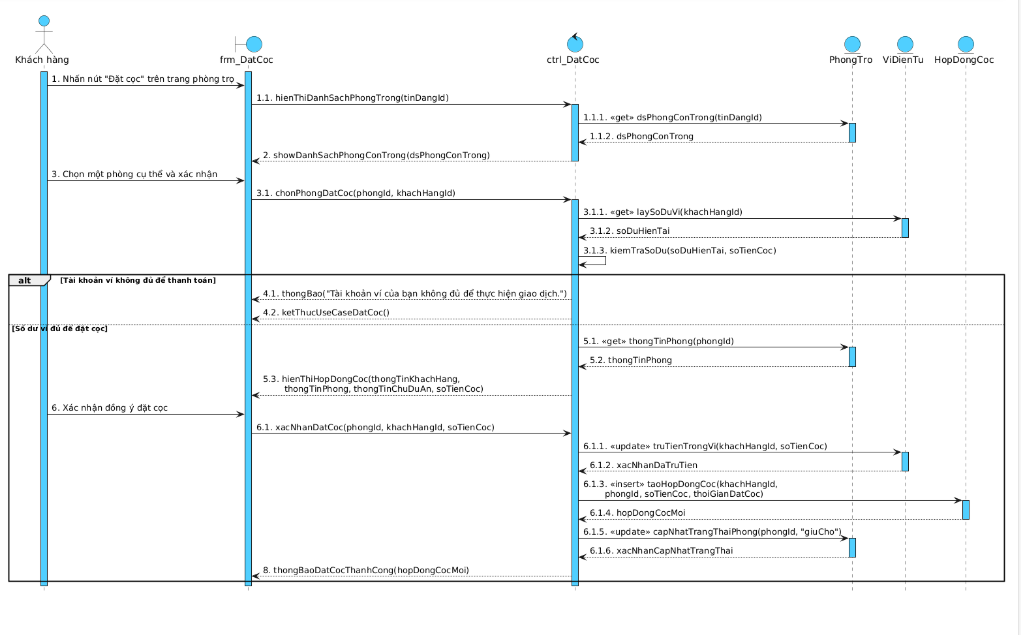 Khách hàng
frm_DatCoc
ctrl_DatCoc
PhongTro
ViDienTu
HopDongCoc
1. Nhấn nút "Đặt cọc" trên trang phòng trọ
1.1. hienThiDanhSachPhongTrong(tinDangId)
1.1.1. «get» dsPhongConTrong(tinDangId)
1.1.2. dsPhongConTrong
2. showDanhSachPhongConTrong(dsPhongConTrong)
3. Chọn một phòng cụ thể và xác nhận
3.1. chonPhongDatCoc(phongId, khachHangId)
3.1.1. «get» laySoDuVi(khachHangId)
3.1.2. soDuHienTai
3.1.3. kiemTraSoDu(soDuHienTai, soTienCoc)
alt [Tài khoản ví không đủ để thanh toán]
4.1. thongBao("Tài khoản ví của bạn không đủ để thực hiện giao dịch.")
4.2. ketThucUseCaseDatCoc()
[Số dư ví đủ để đặt cọc]
5.1. «get» thongTinPhong(phongId)
5.2. thongTinPhong
5.3. hienThiHopDongCoc(thongTinKhachHang,
thongTinPhong, thongTinChuDuAn, soTienCoc)
6. Xác nhận đồng ý đặt cọc
6.1. xacNhanDatCoc(phongId, khachHangId, soTienCoc)
6.1.1. «update» truTienTrongVi(khachHangId, soTienCoc)
6.1.2. xacNhanDaTruTien
6.1.3. «insert» taoHopDongCoc(khachHangId,
phongId, soTienCoc, thoiGianDatCoc)
6.1.4. hopDongCocMoi
6.1.5. «update» capNhatTrangThaiPhong(phongId, "giuCho")
6.1.6. xacNhanCapNhatTrangThai
8. thongBaoDatCocThanhCong(hopDongCocMoi)